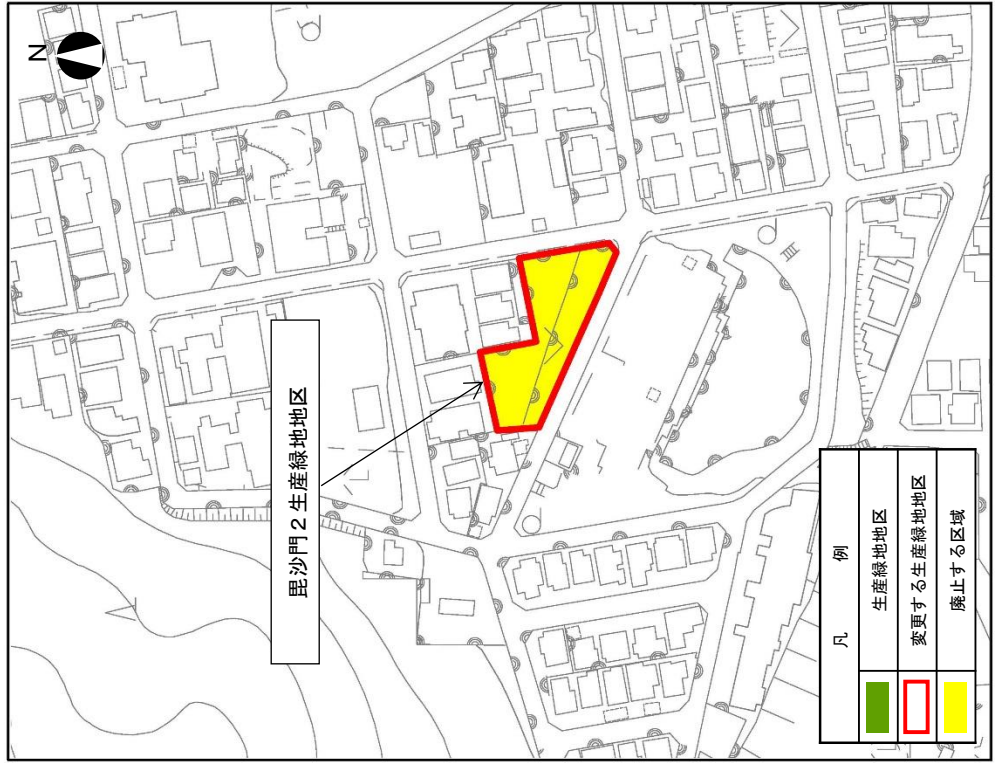 N
毘沙門2生産緑地地区
凡例
生産緑地地区
変更する生産緑地地区
廃止する区域